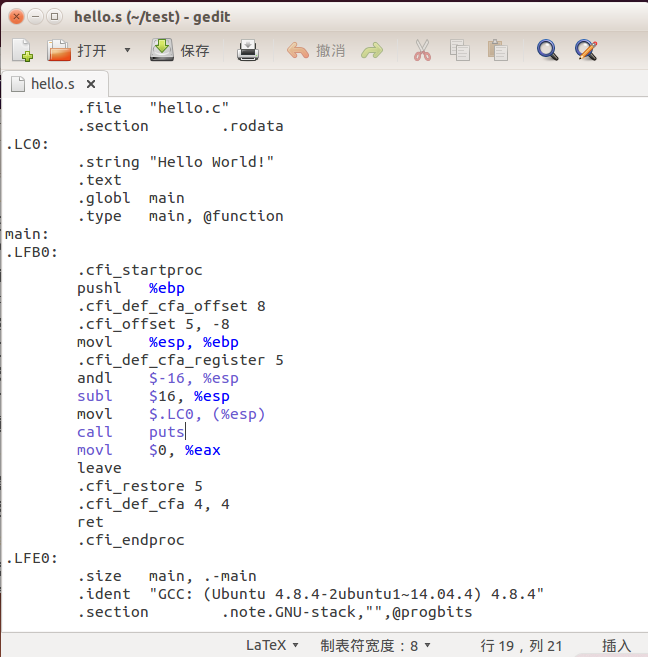 hello.s (~/test) - gedit
打开 保存 撤消
hello.s
.file "hello.c"
.section .rodata
.LC0:
.string "Hello World!"
.text
.globl main
.type main, @function
main:
.LFB0:
.cfi_startproc
pushl %ebp
.cfi_def_cfa_offset 8
.cfi_offset 5, -8
movl %esp, %ebp
.cfi_def_cfa_register 5
andl $-16, %esp
subl $16, %esp
movl $.LC0, (%esp)
call puts
movl $0, %eax
leave
.cfi_restore 5
.cfi_def_cfa 4, 4
ret
.cfi_endproc
.LFE0:
.size main, .-main
.ident "GCC: (Ubuntu 4.8.4-2ubuntu1~14.04.4) 4.8.4"
.section .note.GNU-stack,"",@progbits
LaTeX 制表符宽度：8 行 19，列 21 插入